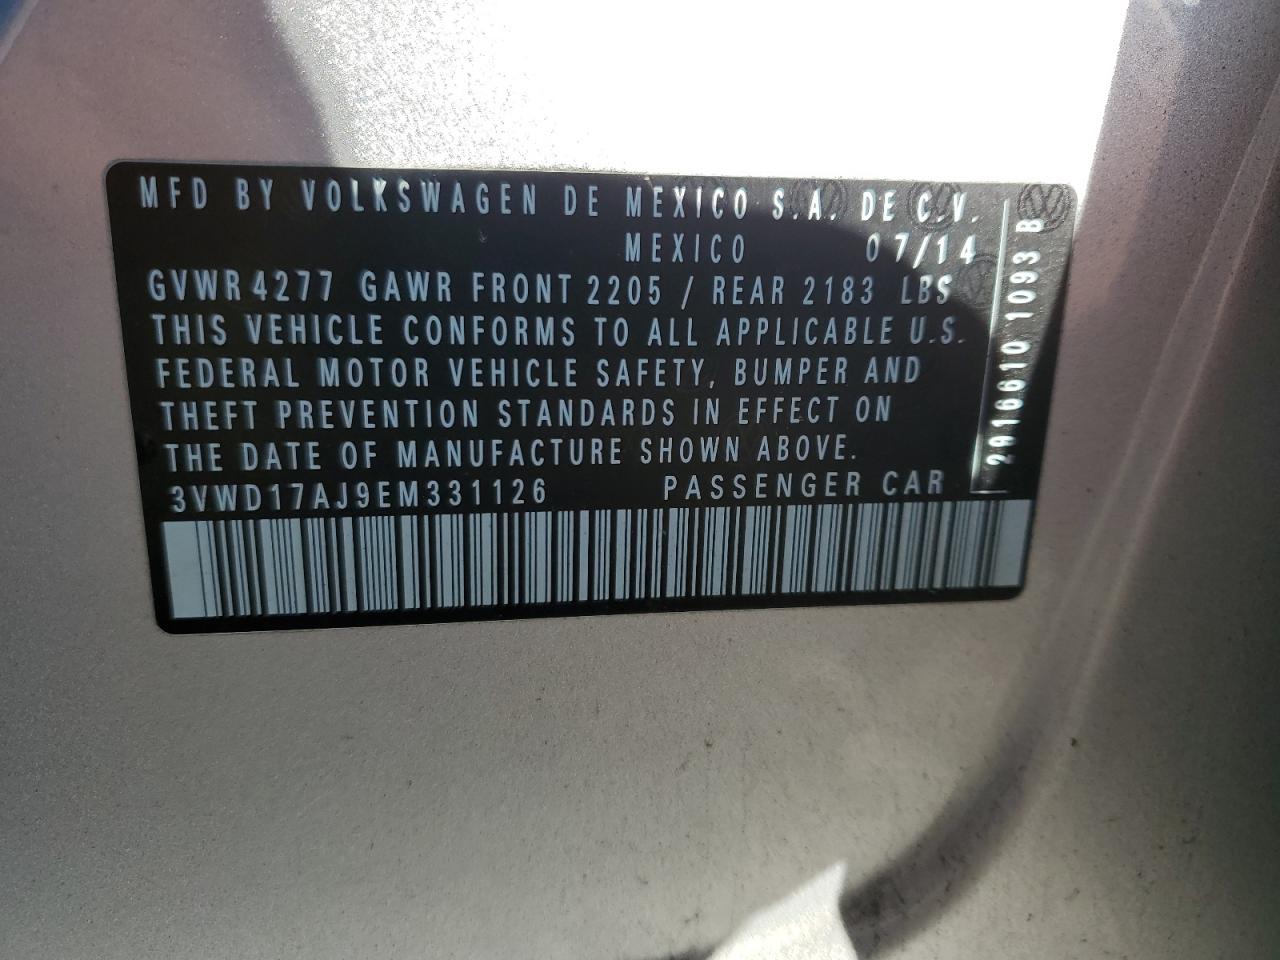 MFD BY VOLKSWAGEN DE MEXICO S.A. DE C.V.
MEXICO 07/14
GVWR 4277 GAWR FRONT 2205 / REAR 2183 LBS
THIS VEHICLE CONFORMS TO ALL APPLICABLE U.S.
FEDERAL MOTOR VEHICLE SAFETY, BUMPER AND
THEFT PREVENTION STANDARDS IN EFFECT ON
THE DATE OF MANUFACTURE SHOWN ABOVE.
3VWD17AJ9EM331126 PASSENGER CAR
2916610 1093 B